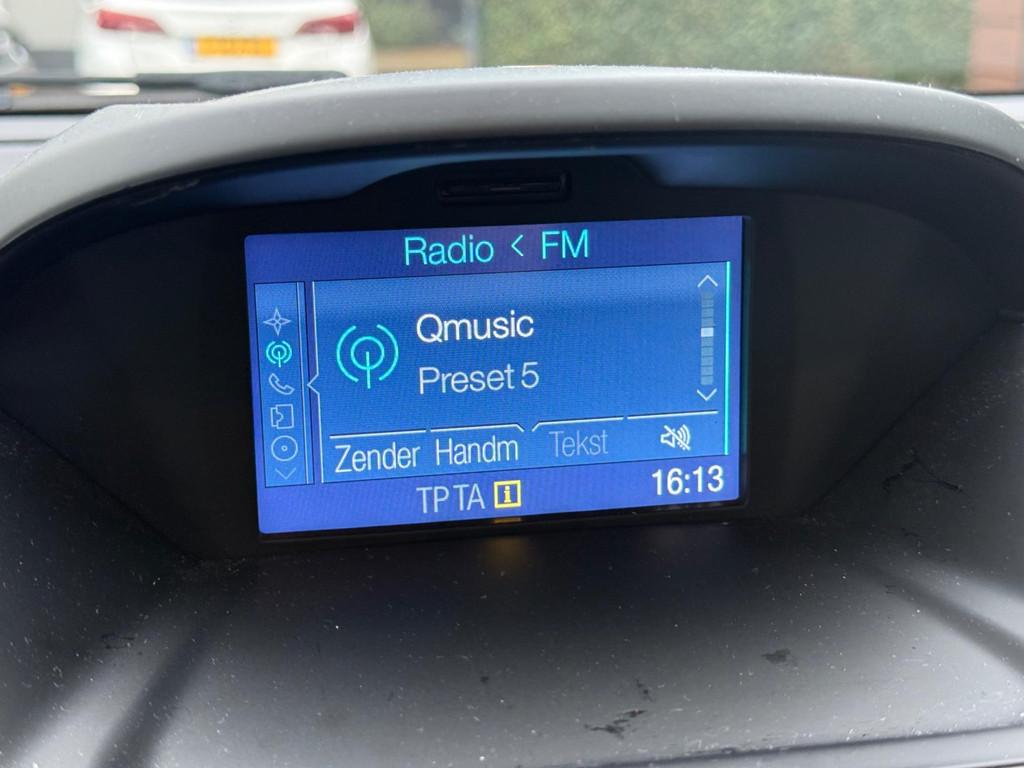 Radio < FM
Qmusic
Preset 5
Zender Handm Tekst
TP TA i 16:13